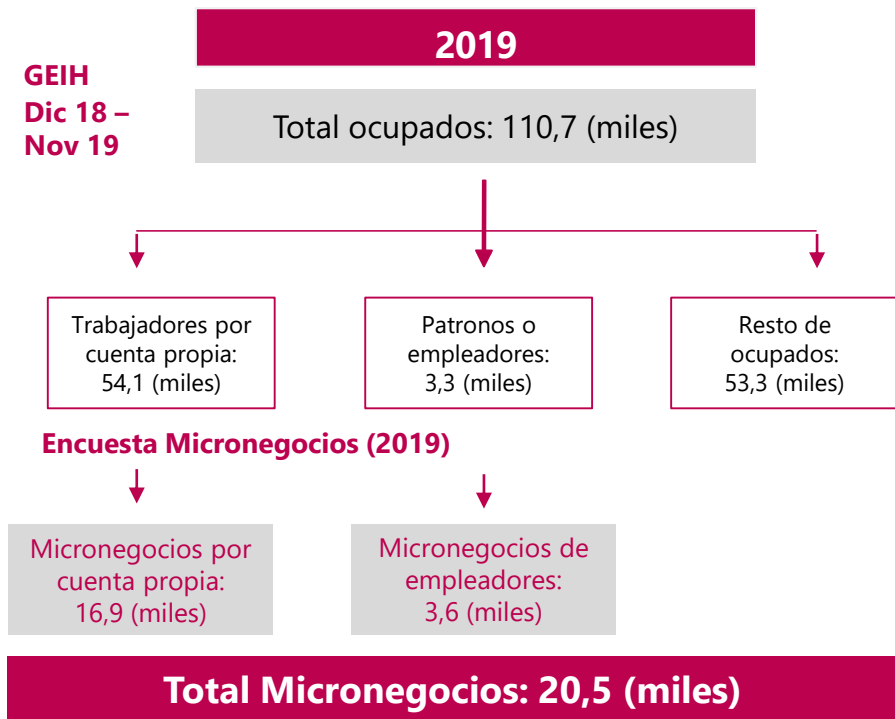 2019
GEIH
Dic 18 –
Nov 19
Total ocupados: 110,7 (miles)
Trabajadores por
cuenta propia:
54,1 (miles)
Patronos o
empleadores:
3,3 (miles)
Resto de
ocupados:
53,3 (miles)
Encuesta Micronegocios (2019)
Micronegocios por
cuenta propia:
16,9 (miles)
Micronegocios de
empleadores:
3,6 (miles)
Total Micronegocios: 20,5 (miles)